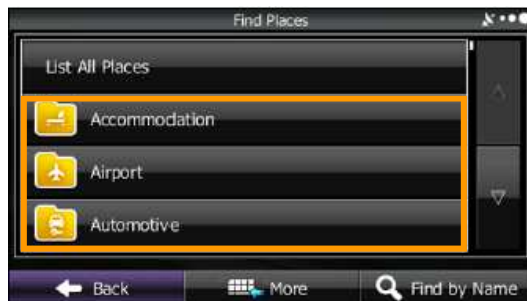 Find Places
List All Places
Accommodation
Airport
Automotive
Back More Find by Name